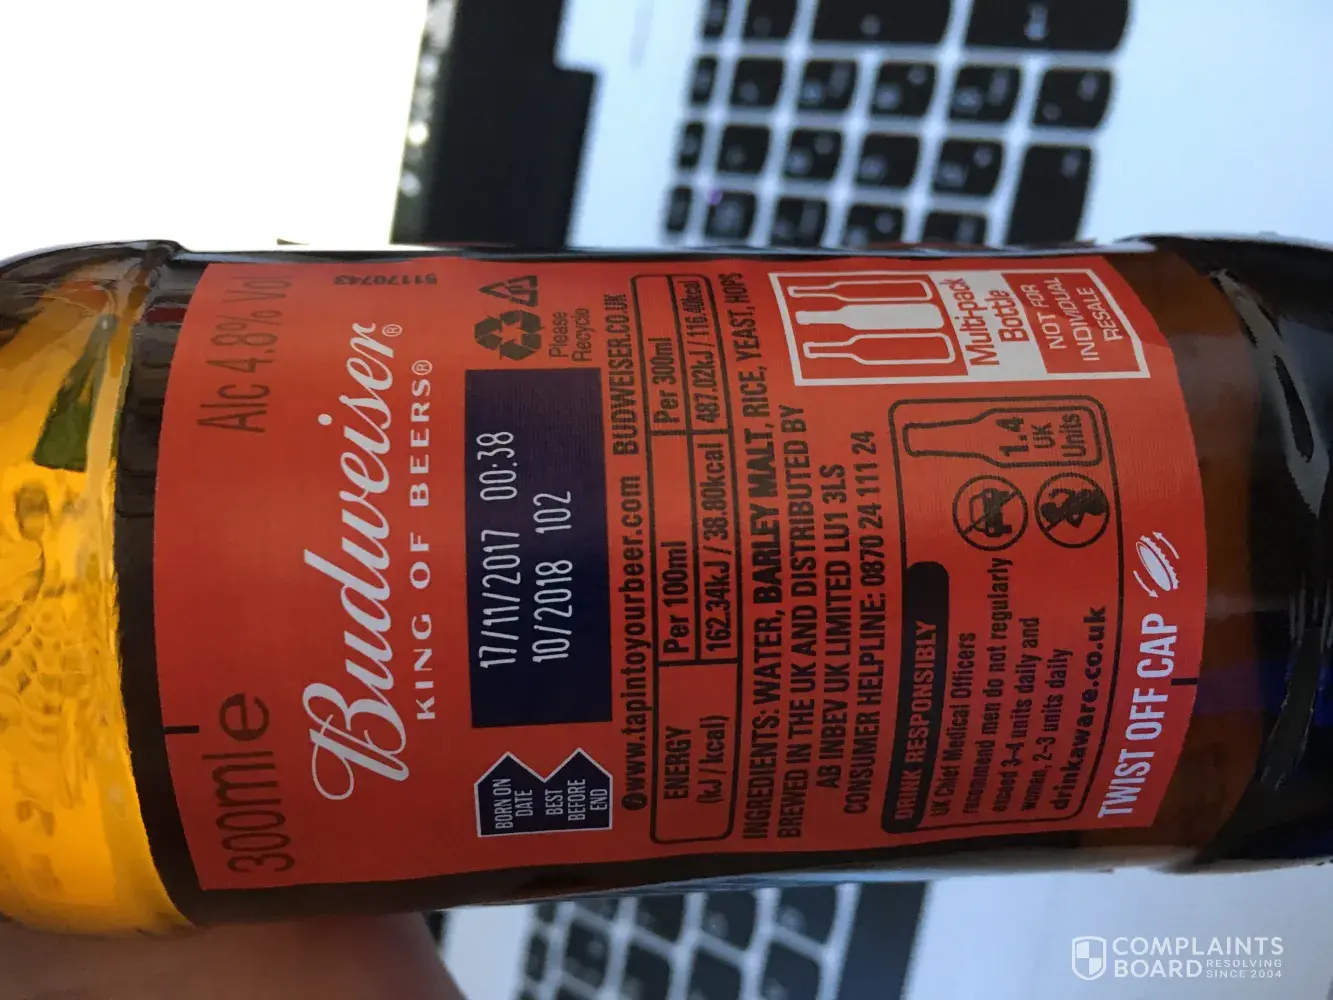 300ml e Alc 4.8% Vol
51170743
Budweiser®
KING OF BEERS®
BORN ON
DATE
BEST
BEFORE
END
17/11/2017 00:38
10/2018 102
Please
Recycle
www.tapintoyourbeer.com BUDWEISER.CO.UK
ENERGY
(kJ / kcal)
Per 100ml Per 300ml
162.34kJ / 38.80kcal 487.02kJ / 116.40kcal
INGREDIENTS: WATER, BARLEY MALT, RICE, YEAST, HOPS
BREWED IN THE UK AND DISTRIBUTED BY
AB INBEV UK LIMITED LU1 3LS
CONSUMER HELPLINE: 0870 24 111 24
Multi-pack
Bottle
NOT FOR
INDIVIDUAL
RESALE
DRINK RESPONSIBLY
UK Chief Medical Officers
recommend men do not regularly
exceed 3-4 units daily and
women, 2-3 units daily
drinkaware.co.uk
1.4
UK
Units
TWIST OFF CAP
COMPLAINTS
BOARD RESOLVING
SINCE 2004